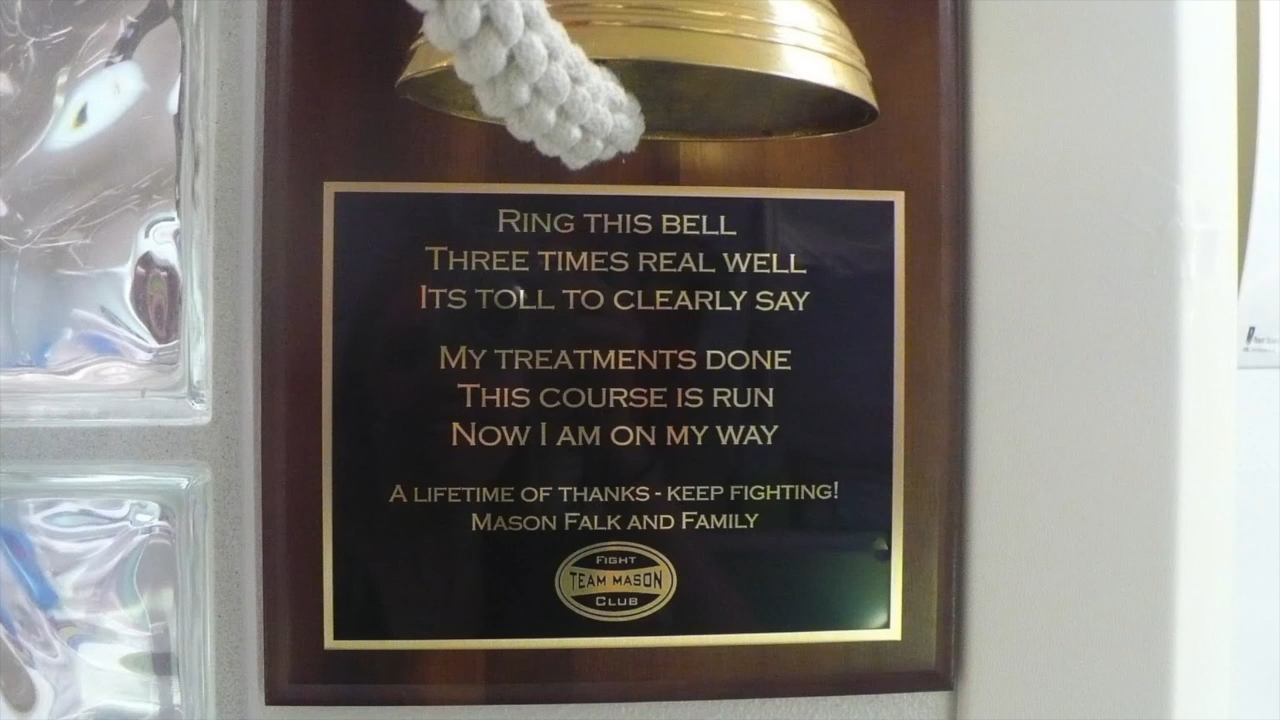 RING THIS BELL
THREE TIMES REAL WELL
ITS TOLL TO CLEARLY SAY
MY TREATMENTS DONE
THIS COURSE IS RUN
NOW I AM ON MY WAY
A LIFETIME OF THANKS - KEEP FIGHTING!
MASON FALK AND FAMILY
FIGHT
TEAM MASON
CLUB